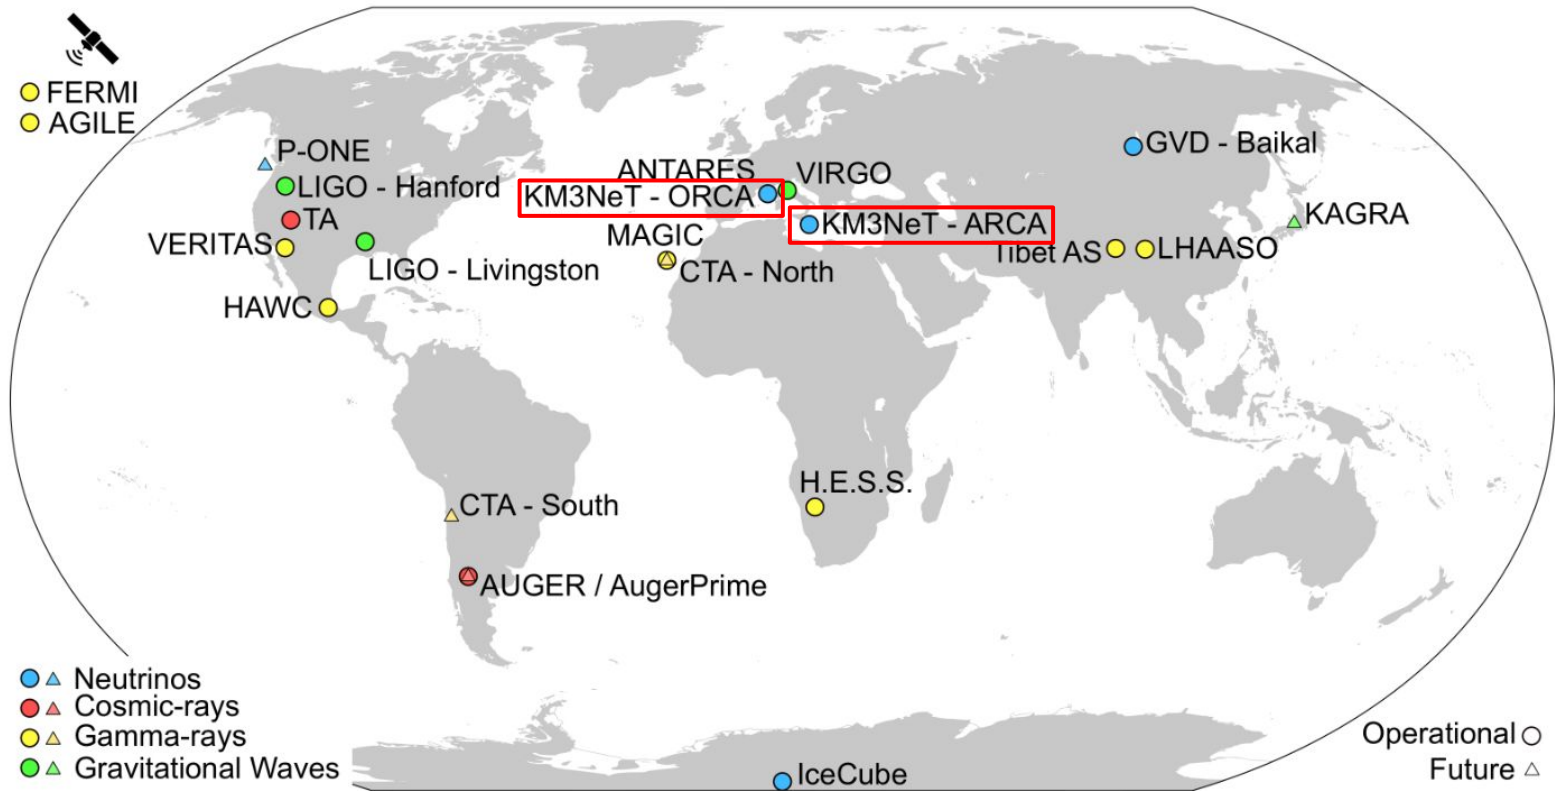 FERMI
AGILE
P-ONE
LIGO - Hanford
TA
VERITAS
LIGO - Livingston
HAWC
ANTARES
KM3NeT - ORCA
VIRGO
KM3NeT - ARCA
MAGIC
CTA - North
GVD - Baikal
KAGRA
Tibet AS
LHAASO
H.E.S.S.
CTA - South
AUGER / AugerPrime
IceCube
Neutrinos
Cosmic-rays
Gamma-rays
Gravitational Waves
Operational
Future